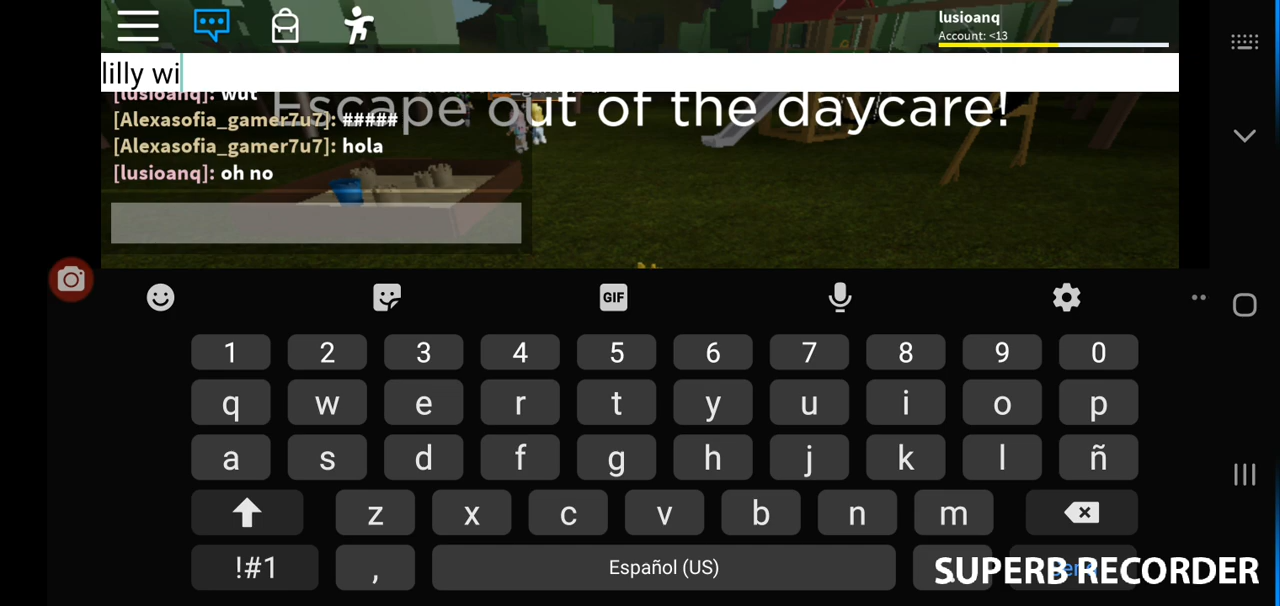 lusioanq
Account: <13
lilly wi
[lusioanq]: wut
Escape out of the daycare!
[Alexasofia_gamer7u7]: #####
[Alexasofia_gamer7u7]: hola
[lusioanq]: oh no
GIF
1 2 3 4 5 6 7 8 9 0
q w e r t y u i o p
a s d f g h j k l ñ
z x c v b n m
!#1 , Español (US)
SUPERB RECORDER